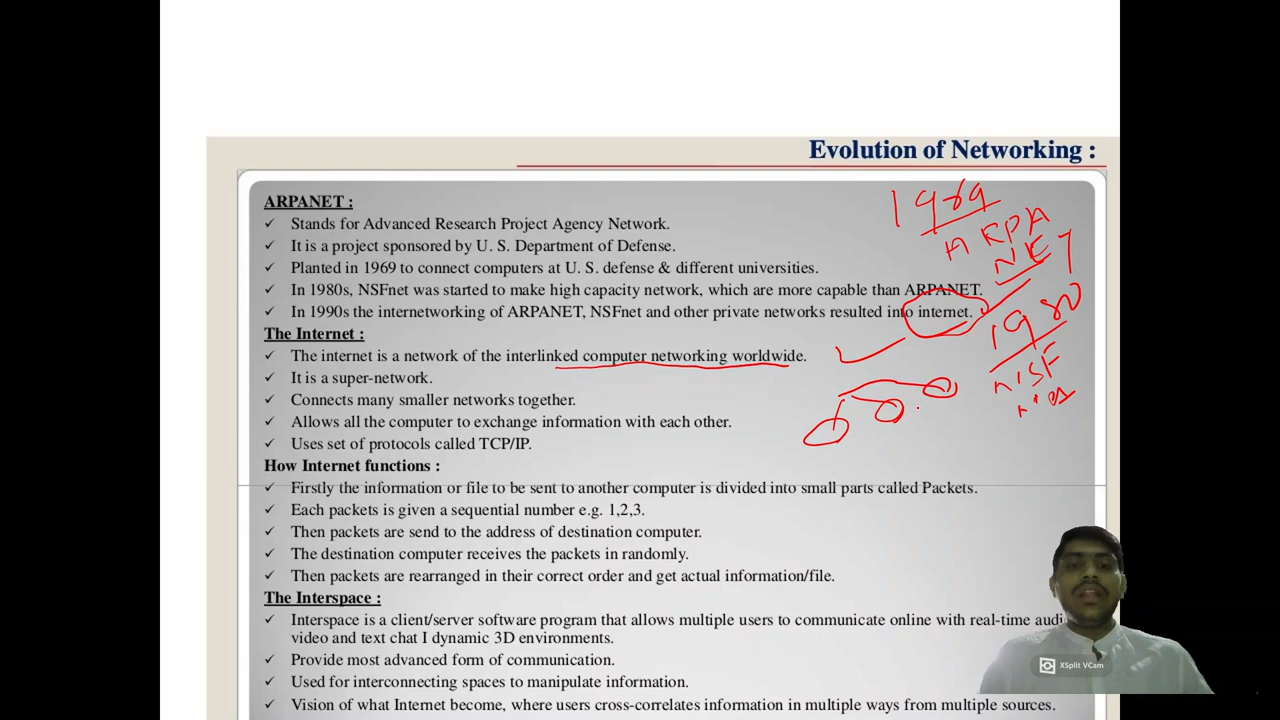 Evolution of Networking :
ARPANET :
✓ Stands for Advanced Research Project Agency Network.
✓ It is a project sponsored by U. S. Department of Defense.
✓ Planted in 1969 to connect computers at U. S. defense & different universities.
✓ In 1980s, NSFnet was started to make high capacity network, which are more capable than ARPANET.
✓ In 1990s the internetworking of ARPANET, NSFnet and other private networks resulted into internet.
The Internet :
✓ The internet is a network of the interlinked computer networking worldwide.
✓ It is a super-network.
✓ Connects many smaller networks together.
✓ Allows all the computer to exchange information with each other.
✓ Uses set of protocols called TCP/IP.
How Internet functions :
✓ Firstly the information or file to be sent to another computer is divided into small parts called Packets.
✓ Each packets is given a sequential number e.g. 1,2,3.
✓ Then packets are send to the address of destination computer.
✓ The destination computer receives the packets in randomly.
✓ Then packets are rearranged in their correct order and get actual information/file.
The Interspace :
✓ Interspace is a client/server software program that allows multiple users to communicate online with real-time
video and text chat I dynamic 3D environments.
✓ Provide most advanced form of communication.
✓ Used for interconnecting spaces to manipulate information.
✓ Vision of what Internet become, where users cross-correlates information in multiple ways from multiple sources.
1969
ARPA
NET
1980
XSplit VCam